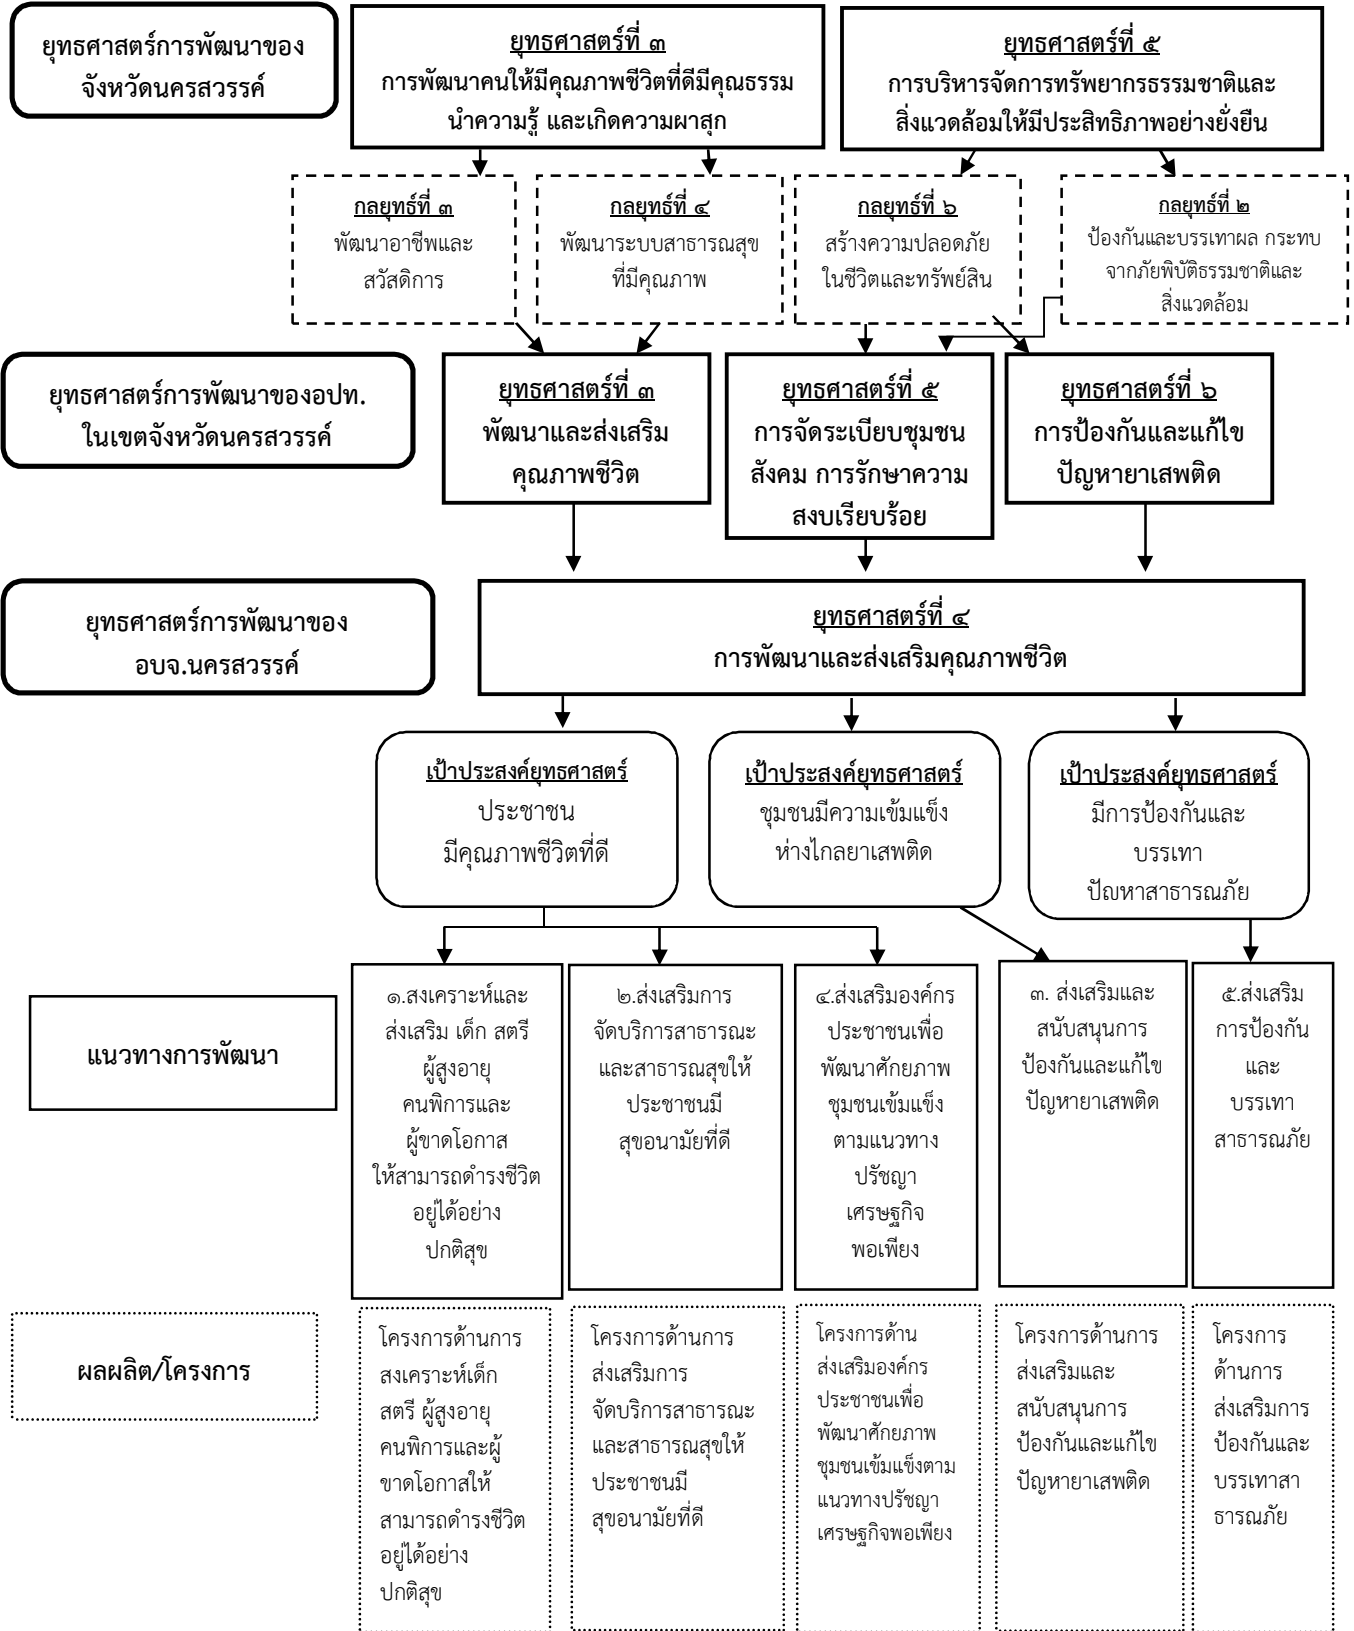 ยุทธศาสตร์การพัฒนาของ
จังหวัดนครสวรรค์
ยุทธศาสตร์ที่ ๓
การพัฒนาคนให้มีคุณภาพชีวิตที่ดีมีคุณธรรม
นำความรู้ และเกิดความผาสุก
ยุทธศาสตร์ที่ ๕
การบริหารจัดการทรัพยากรธรรมชาติและ
สิ่งแวดล้อมให้มีประสิทธิภาพอย่างยั่งยืน
กลยุทธ์ที่ ๓
พัฒนาอาชีพและ
สวัสดิการ
กลยุทธ์ที่ ๔
พัฒนาระบบสาธารณสุข
ที่มีคุณภาพ
กลยุทธ์ที่ ๖
สร้างความปลอดภัย
ในชีวิตและทรัพย์สิน
กลยุทธ์ที่ ๒
ป้องกันและบรรเทาผล กระทบ
จากภัยพิบัติธรรมชาติและ
สิ่งแวดล้อม
ยุทธศาสตร์การพัฒนาของอปท.
ในเขตจังหวัดนครสวรรค์
ยุทธศาสตร์ที่ ๓
พัฒนาและส่งเสริม
คุณภาพชีวิต
ยุทธศาสตร์ที่ ๕
การจัดระเบียบชุมชน
สังคม การรักษาความ
สงบเรียบร้อย
ยุทธศาสตร์ที่ ๖
การป้องกันและแก้ไข
ปัญหายาเสพติด
ยุทธศาสตร์การพัฒนาของ
อบจ.นครสวรรค์
ยุทธศาสตร์ที่ ๔
การพัฒนาและส่งเสริมคุณภาพชีวิต
เป้าประสงค์ยุทธศาสตร์
ประชาชน
มีคุณภาพชีวิตที่ดี
เป้าประสงค์ยุทธศาสตร์
ชุมชนมีความเข้มแข็ง
ห่างไกลยาเสพติด
เป้าประสงค์ยุทธศาสตร์
มีการป้องกันและ
บรรเทา
ปัญหาสาธารณภัย
แนวทางการพัฒนา
๑.สงเคราะห์และ
ส่งเสริม เด็ก สตรี
ผู้สูงอายุ
คนพิการและ
ผู้ขาดโอกาส
ให้สามารถดำรงชีวิต
อยู่ได้อย่าง
ปกติสุข
๒.ส่งเสริมการ
จัดบริการสาธารณะ
และสาธารณสุขให้
ประชาชนมี
สุขอนามัยที่ดี
๔.ส่งเสริมองค์กร
ประชาชนเพื่อ
พัฒนาศักยภาพ
ชุมชนเข้มแข็ง
ตามแนวทาง
ปรัชญา
เศรษฐกิจ
พอเพียง
๓. ส่งเสริมและ
สนับสนุนการ
ป้องกันและแก้ไข
ปัญหายาเสพติด
๕.ส่งเสริม
การป้องกัน
และ
บรรเทา
สาธารณภัย
ผลผลิต/โครงการ
โครงการด้านการ
สงเคราะห์เด็ก
สตรี ผู้สูงอายุ
คนพิการและผู้
ขาดโอกาสให้
สามารถดำรงชีวิต
อยู่ได้อย่าง
ปกติสุข
โครงการด้านการ
ส่งเสริมการ
จัดบริการสาธารณะ
และสาธารณสุขให้
ประชาชนมี
สุขอนามัยที่ดี
โครงการด้าน
ส่งเสริมองค์กร
ประชาชนเพื่อ
พัฒนาศักยภาพ
ชุมชนเข้มแข็งตาม
แนวทางปรัชญา
เศรษฐกิจพอเพียง
โครงการด้านการ
ส่งเสริมและ
สนับสนุนการ
ป้องกันและแก้ไข
ปัญหายาเสพติด
โครงการ
ด้านการ
ส่งเสริมการ
ป้องกันและ
บรรเทาสา
ธารณภัย